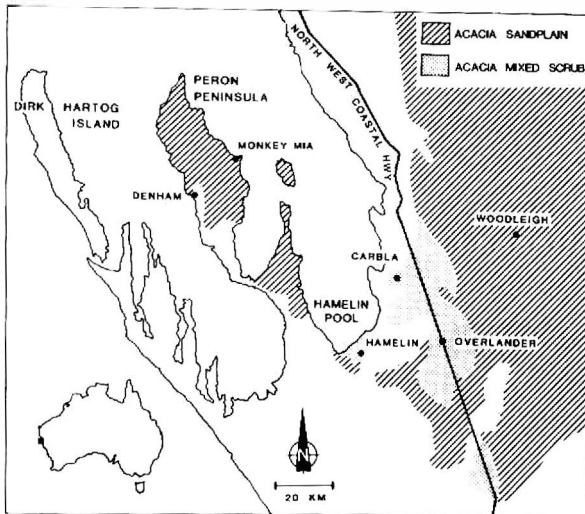 ACACIA SANDPLAIN
ACACIA MIXED SCRUB
NORTH WEST COASTAL HWY
PERON
PENINSULA
DIRK HARTOG
ISLAND
MONKEY MIA
DENHAM
WOODLEIGH
CARBLA
HAMELIN
POOL
HAMELIN
OVERLANDER
N
20 KM